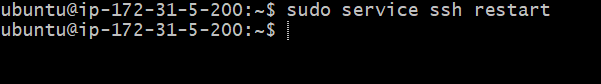 ubuntu@ip-172-31-5-200:~$ sudo service ssh restart
ubuntu@ip-172-31-5-200:~$